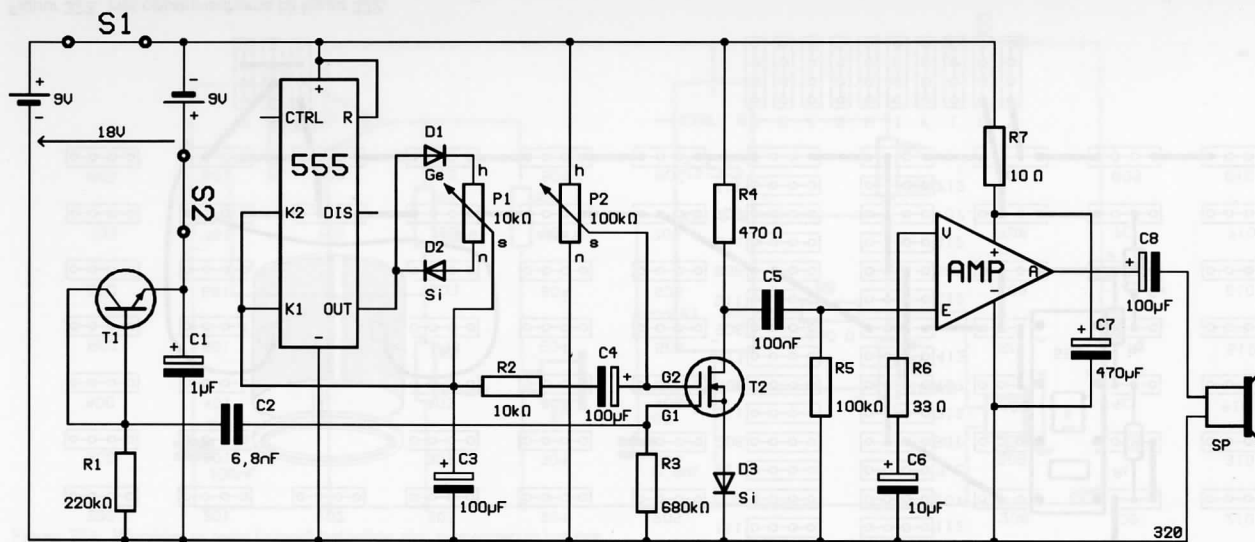 S1
+
-
9V
-
-
9V
+
18V
S2
T1
+
C1
1µF
C2
6,8nF
R1
220kΩ
+
CTRL
R
555
K2
DIS
K1
OUT
-
D1
Ge
h
P1
10kΩ
s
n
D2
Si
h
P2
100kΩ
s
n
R2
10kΩ
C4
+
100µF
+
C3
100µF
G2
G1
T2
R3
680kΩ
D3
Si
R4
470 Ω
C5
100nF
R5
100kΩ
V
AMP
+
-
A
E
R6
33Ω
+
C6
10µF
R7
10 Ω
+
C7
470µF
C8
+
100µF
SP
320